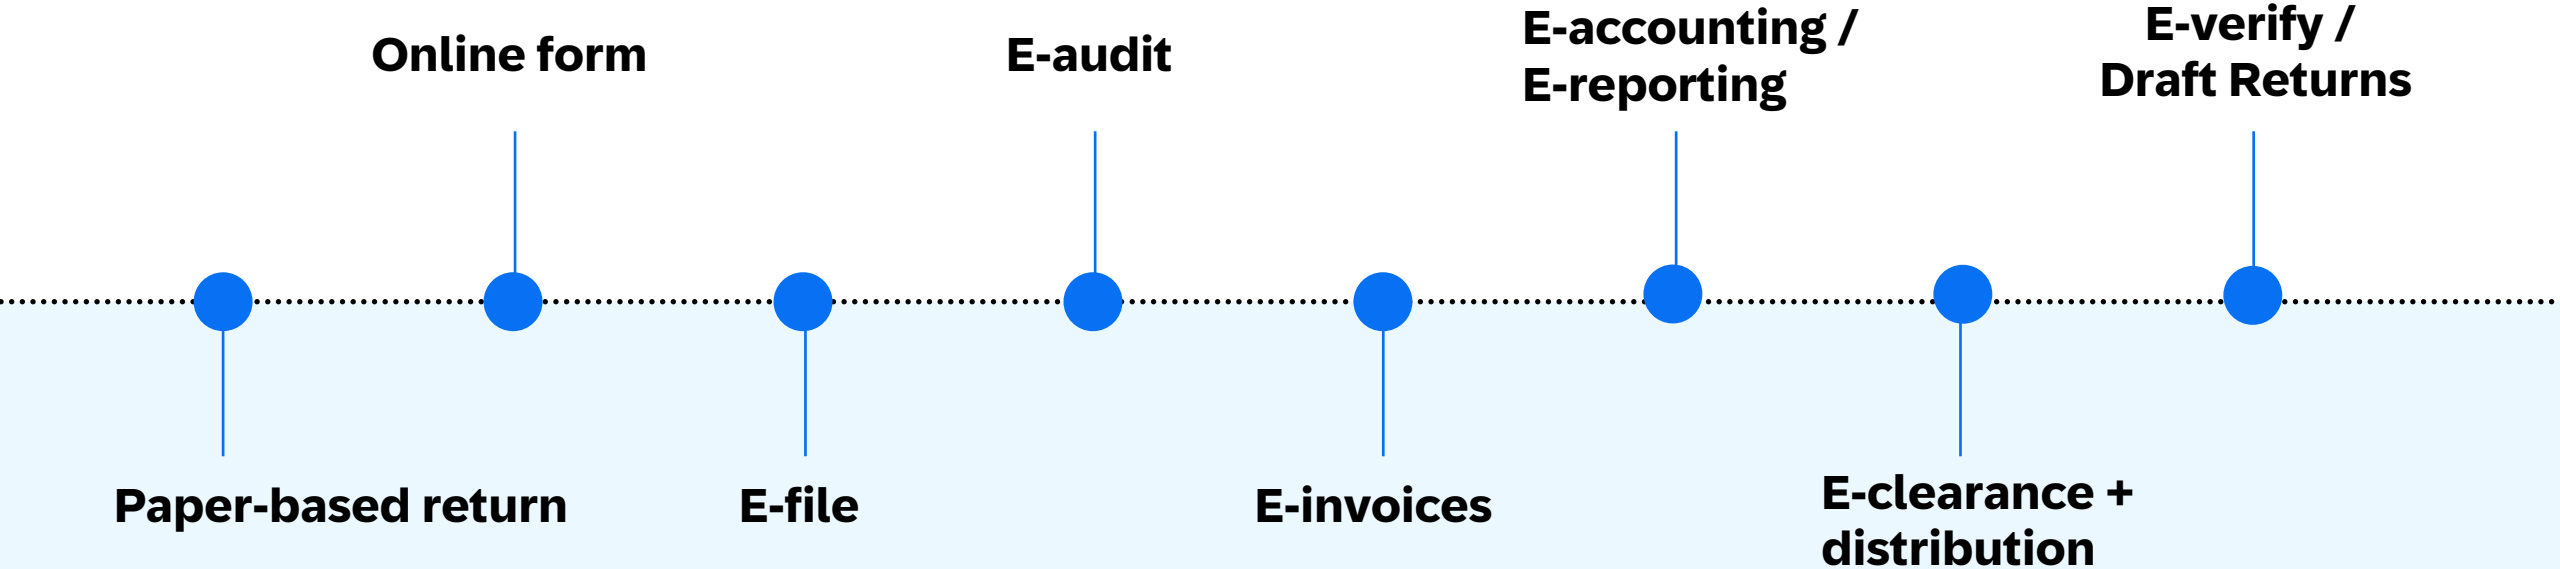 Online form
E-audit
E-accounting /
E-reporting
E-verify /
Draft Returns
Paper-based return
E-file
E-invoices
E-clearance +
distribution